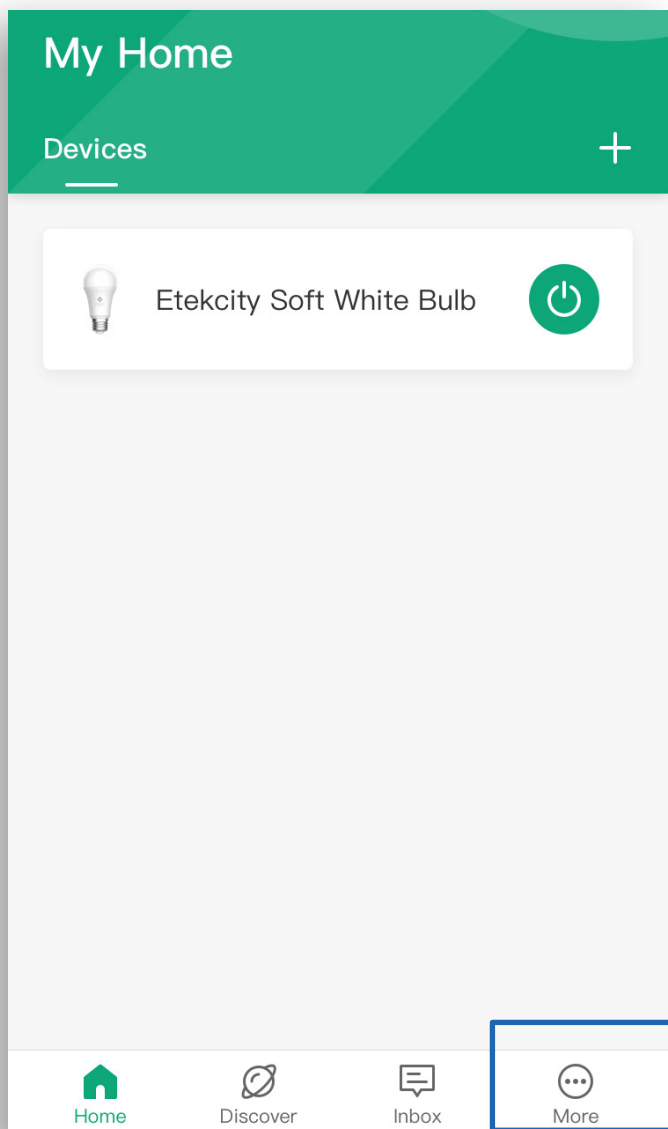 My Home
Devices
Etekcity Soft White Bulb
Home
Discover
Inbox
More